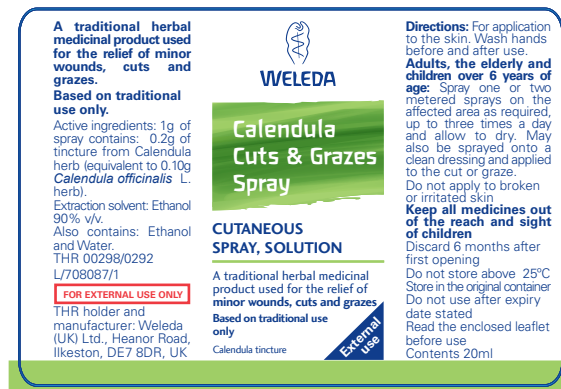 A traditional herbal
medicinal product used
for the relief of minor
wounds, cuts and
grazes.
Based on traditional
use only.
Active ingredients: 1g of
spray contains: 0.2g of
tincture from Calendula
herb (equivalent to 0.10g
Calendula officinalis L.
herb).
Extraction solvent: Ethanol
90% v/v.
Also contains: Ethanol
and Water.
THR 00298/0292
L/708087/1
FOR EXTERNAL USE ONLY
THR holder and
manufacturer: Weleda
(UK) Ltd., Heanor Road,
Ilkeston, DE7 8DR, UK
WELEDA
Calendula
Cuts & Grazes
Spray
CUTANEOUS
SPRAY, SOLUTION
A traditional herbal medicinal
product used for the relief of
minor wounds, cuts and grazes
Based on traditional use
only
Calendula tincture
External
use
Directions: For application
to the skin. Wash hands
before and after use.
Adults, the elderly and
children over 6 years of
age: Spray one or two
metered sprays on the
affected area as required,
up to three times a day
and allow to dry. May
also be sprayed onto a
clean dressing and applied
to the cut or graze.
Do not apply to broken
or irritated skin
Keep all medicines out
of the reach and sight
of children
Discard 6 months after
first opening
Do not store above 25ºC
Store in the original container
Do not use after expiry
date stated
Read the enclosed leaflet
before use
Contents 20ml